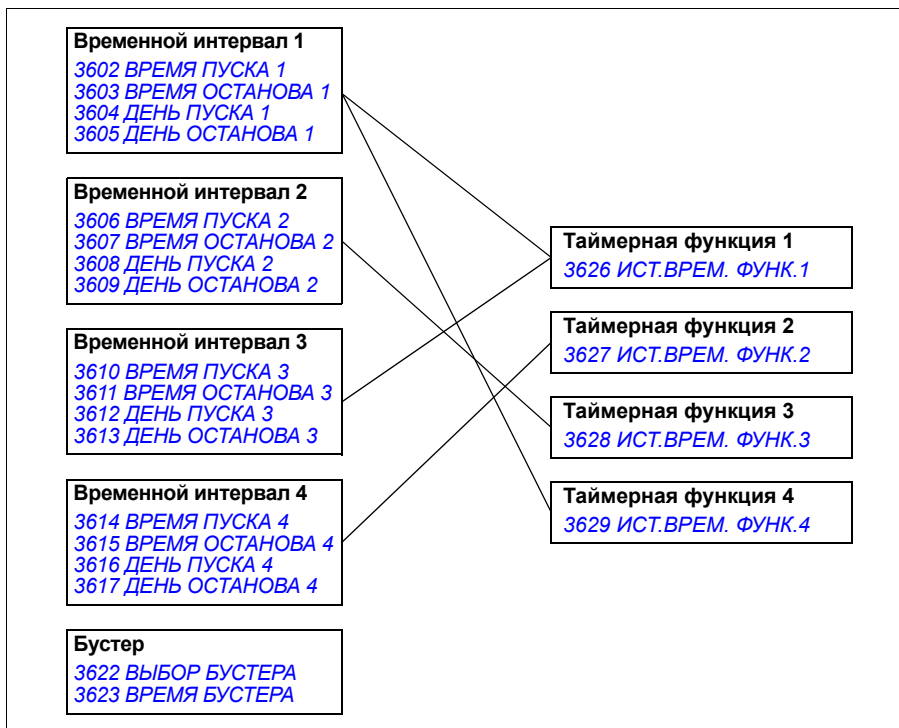 Временной интервал 1
3602 ВРЕМЯ ПУСКА 1
3603 ВРЕМЯ ОСТАНОВА 1
3604 ДЕНЬ ПУСКА 1
3605 ДЕНЬ ОСТАНОВА 1
Временной интервал 2
3606 ВРЕМЯ ПУСКА 2
3607 ВРЕМЯ ОСТАНОВА 2
3608 ДЕНЬ ПУСКА 2
3609 ДЕНЬ ОСТАНОВА 2
Временной интервал 3
3610 ВРЕМЯ ПУСКА 3
3611 ВРЕМЯ ОСТАНОВА 3
3612 ДЕНЬ ПУСКА 3
3613 ДЕНЬ ОСТАНОВА 3
Временной интервал 4
3614 ВРЕМЯ ПУСКА 4
3615 ВРЕМЯ ОСТАНОВА 4
3616 ДЕНЬ ПУСКА 4
3617 ДЕНЬ ОСТАНОВА 4
Бустер
3622 ВЫБОР БУСТЕРА
3623 ВРЕМЯ БУСТЕРА
Таймерная функция 1
3626 ИСТ.ВРЕМ. ФУНК.1
Таймерная функция 2
3627 ИСТ.ВРЕМ. ФУНК.2
Таймерная функция 3
3628 ИСТ.ВРЕМ. ФУНК.3
Таймерная функция 4
3629 ИСТ.ВРЕМ. ФУНК.4